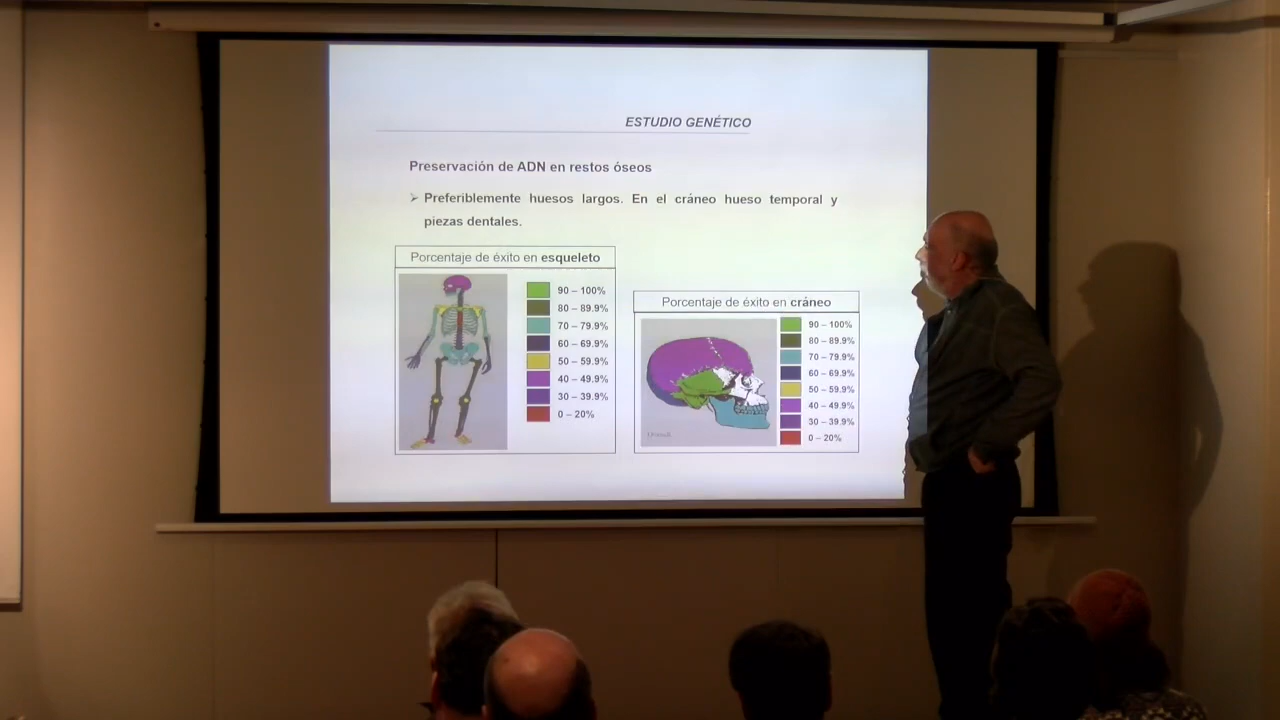 ESTUDIO GENÉTICO
Preservación de ADN en restos óseos
➢ Preferiblemente huesos largos. En el cráneo hueso temporal y
piezas dentales.
Porcentaje de éxito en esqueleto
90 – 100%
80 – 89.9%
70 – 79.9%
60 – 69.9%
50 – 59.9%
40 – 49.9%
30 – 39.9%
0 – 20%
Porcentaje de éxito en cráneo
90 – 100%
80 – 89.9%
70 – 79.9%
60 – 69.9%
50 – 59.9%
40 – 49.9%
30 – 39.9%
0 – 20%